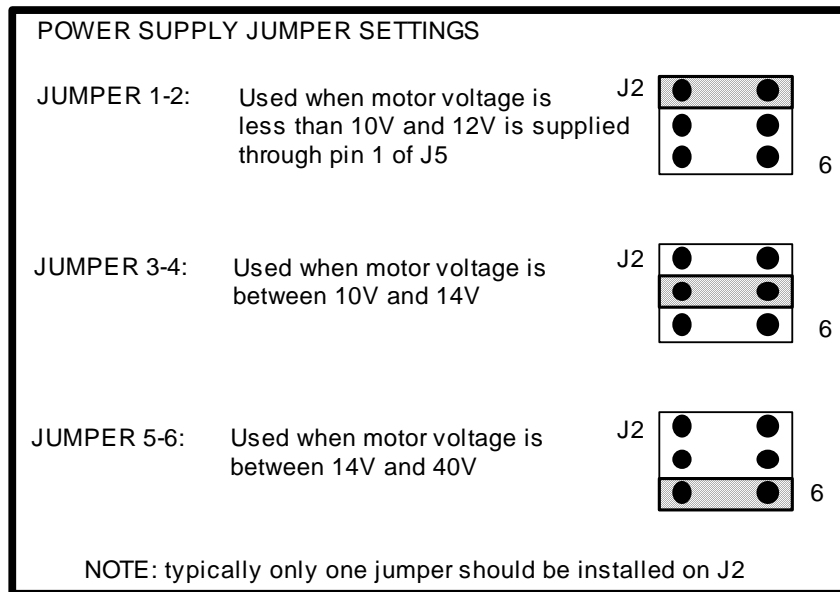 POWER SUPPLY JUMPER SETTINGS
JUMPER 1-2: Used when motor voltage is
less than 10V and 12V is supplied
through pin 1 of J5
J2
6
JUMPER 3-4: Used when motor voltage is
between 10V and 14V
J2
6
JUMPER 5-6: Used when motor voltage is
between 14V and 40V
J2
6
NOTE: typically only one jumper should be installed on J2